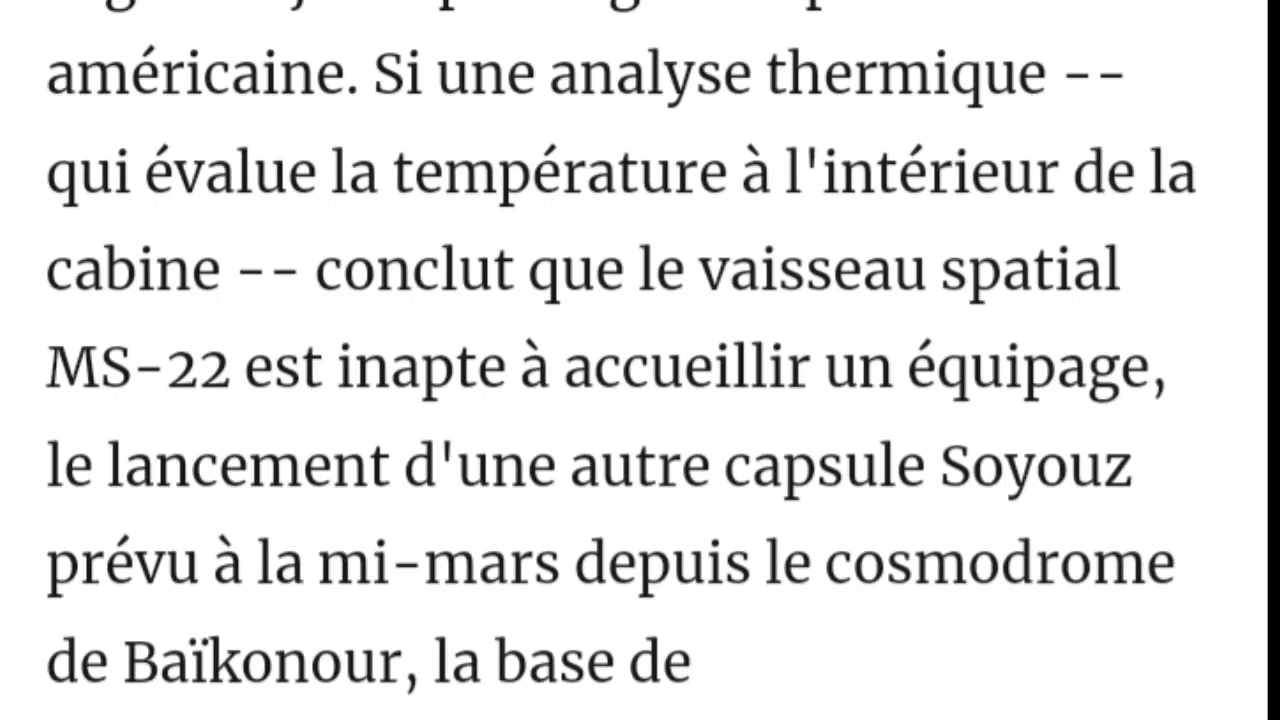 américaine. Si une analyse thermique --
qui évalue la température à l'intérieur de la
cabine -- conclut que le vaisseau spatial
MS-22 est inapte à accueillir un équipage,
le lancement d'une autre capsule Soyouz
prévu à la mi-mars depuis le cosmodrome
de Baïkonour, la base de